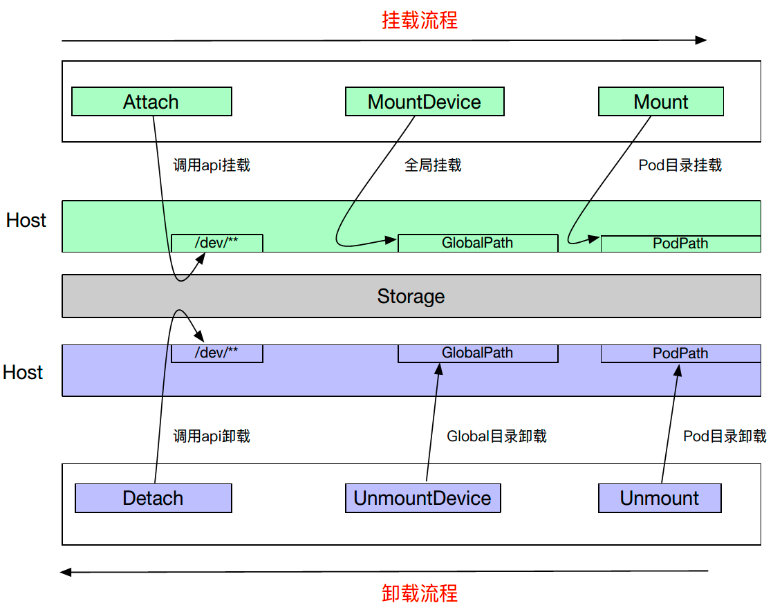 挂载流程
Attach
MountDevice
Mount
调用api挂载
全局挂载
Pod目录挂载
Host
/dev/**
GlobalPath
PodPath
Storage
Host
/dev/**
GlobalPath
PodPath
调用api卸载
Global目录卸载
Pod目录卸载
Detach
UnmountDevice
Unmount
卸载流程